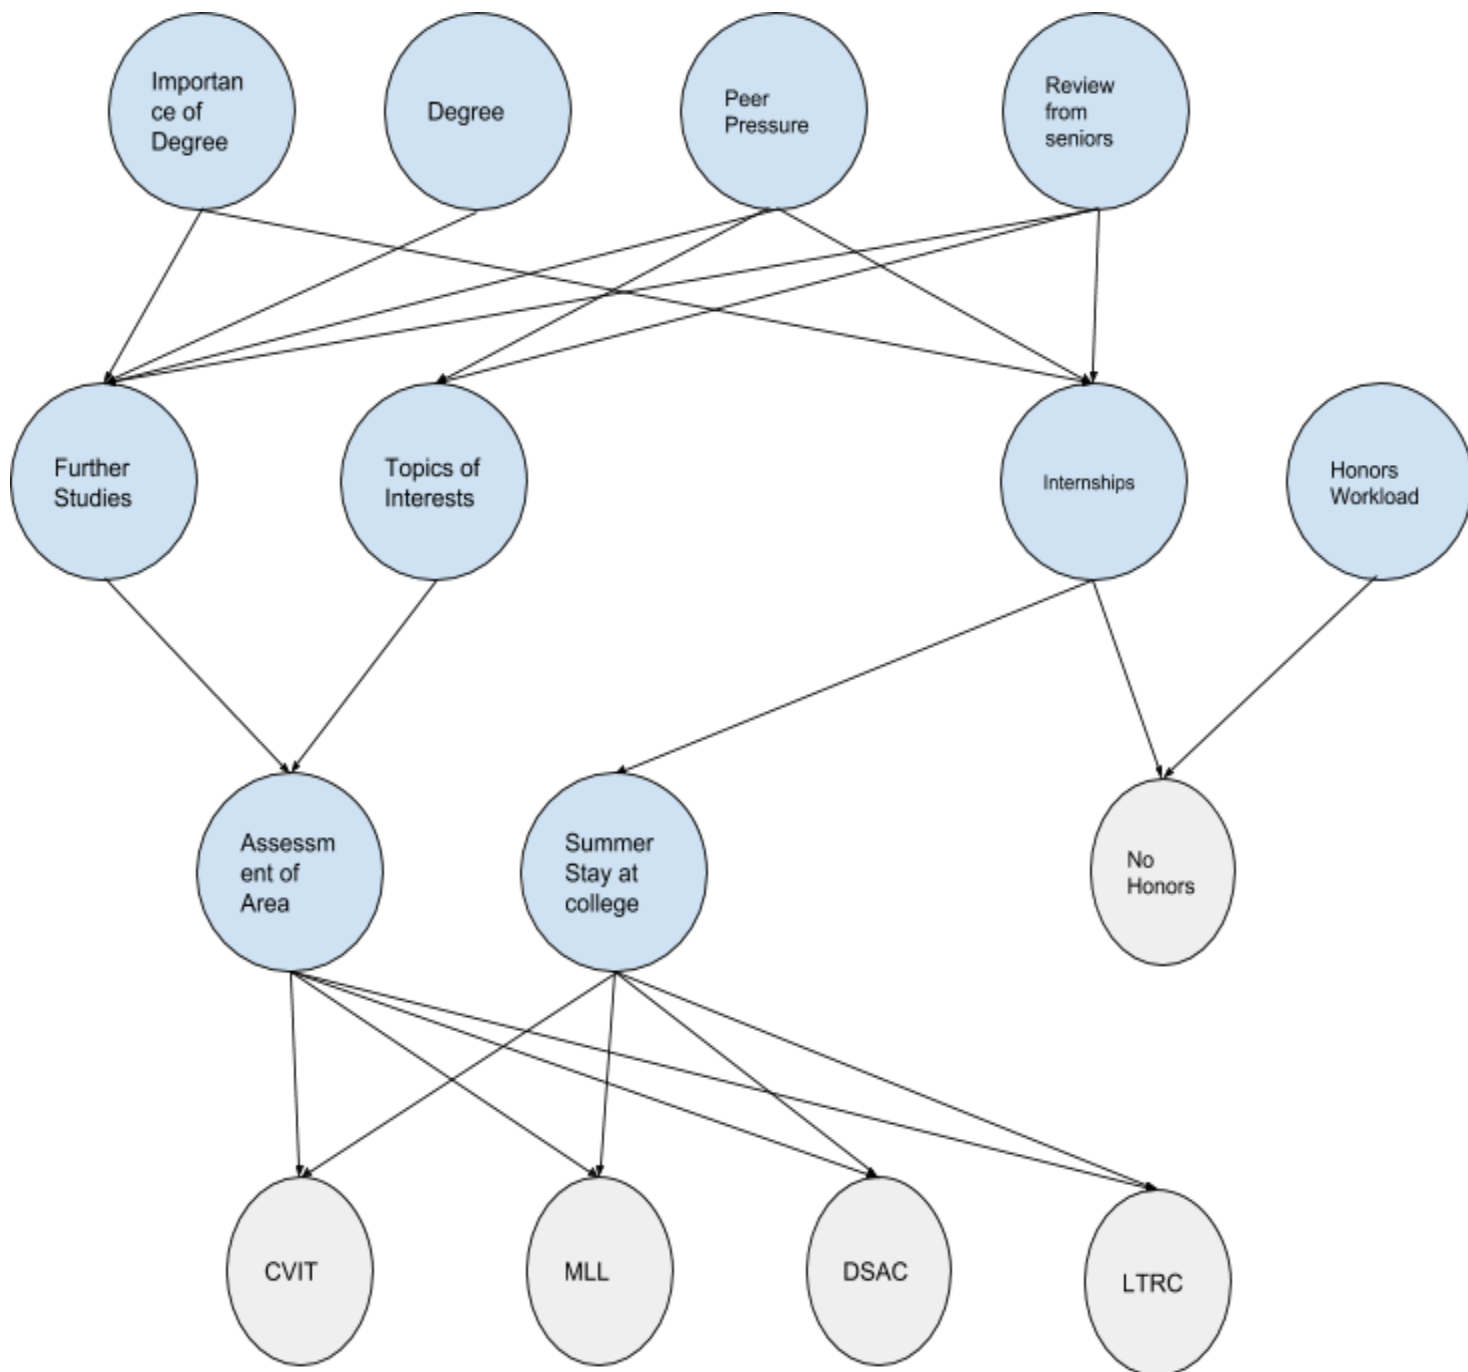 Importan
ce of
Degree
Degree
Peer
Pressure
Review
from
seniors
Further
Studies
Topics of
Interests
Internships
Honors
Workload
Assessm
ent of
Area
Summer
Stay at
college
No
Honors
CVIT
MLL
DSAC
LTRC